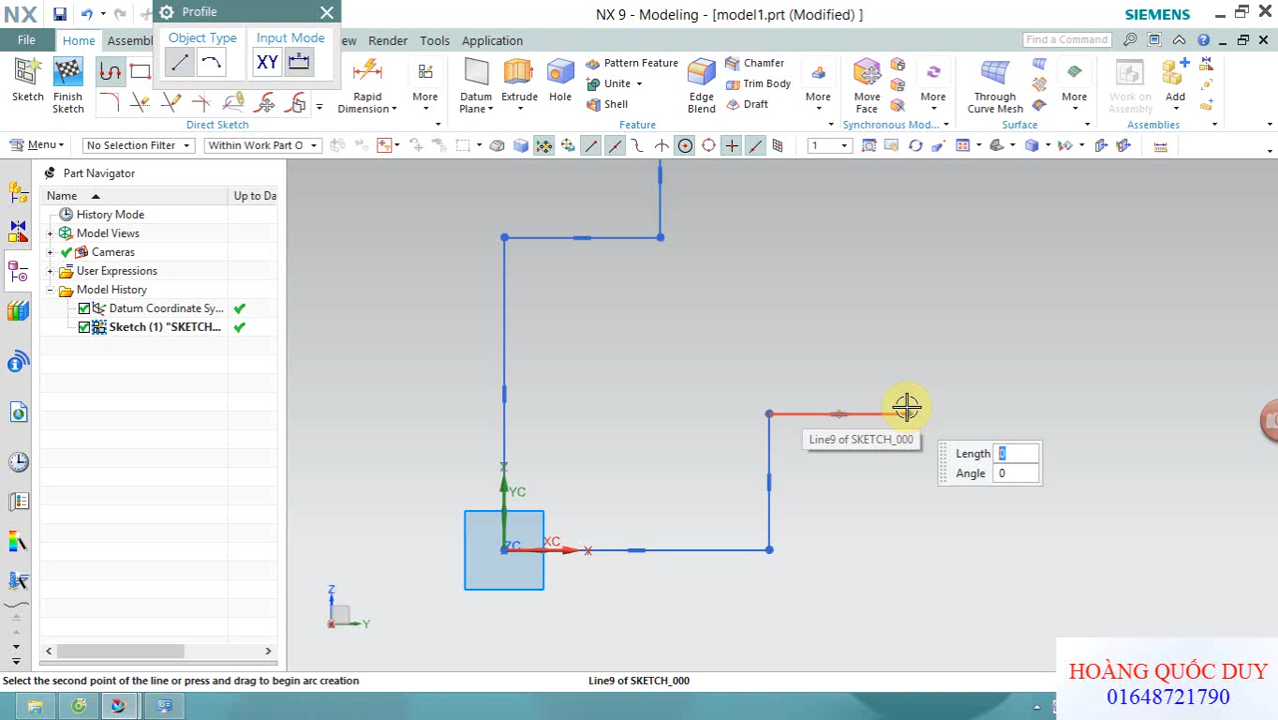 NX
Profile
NX 9 - Modeling - [model1.prt (Modified) ]
SIEMENS
Object Type
Input Mode
XY
File
Home
Assembl
Render
Tools
Application
Find a Command
Sketch
Finish
Sketch
Rapid
Dimension
More
Datum
Plane
Extrude
Hole
Pattern Feature
Unite
Shell
Edge
Blend
Chamfer
Trim Body
Draft
More
Move
Face
More
Through
Curve Mesh
More
Work on
Assembly
Add
Direct Sketch
Feature
Synchronous Mod...
Surface
Assemblies
Menu
No Selection Filter
Within Work Part O
1
Part Navigator
Name
Up to Da
History Mode
Model Views
Cameras
User Expressions
Model History
Datum Coordinate Sy...
Sketch (1) "SKETCH...
X
YC
ZC
XC
X
Line9 of SKETCH_000
Length 0
Angle 0
Z
Y
Select the second point of the line or press and drag to begin arc creation
Line9 of SKETCH_000
HOÀNG QUỐC DUY
01648721790